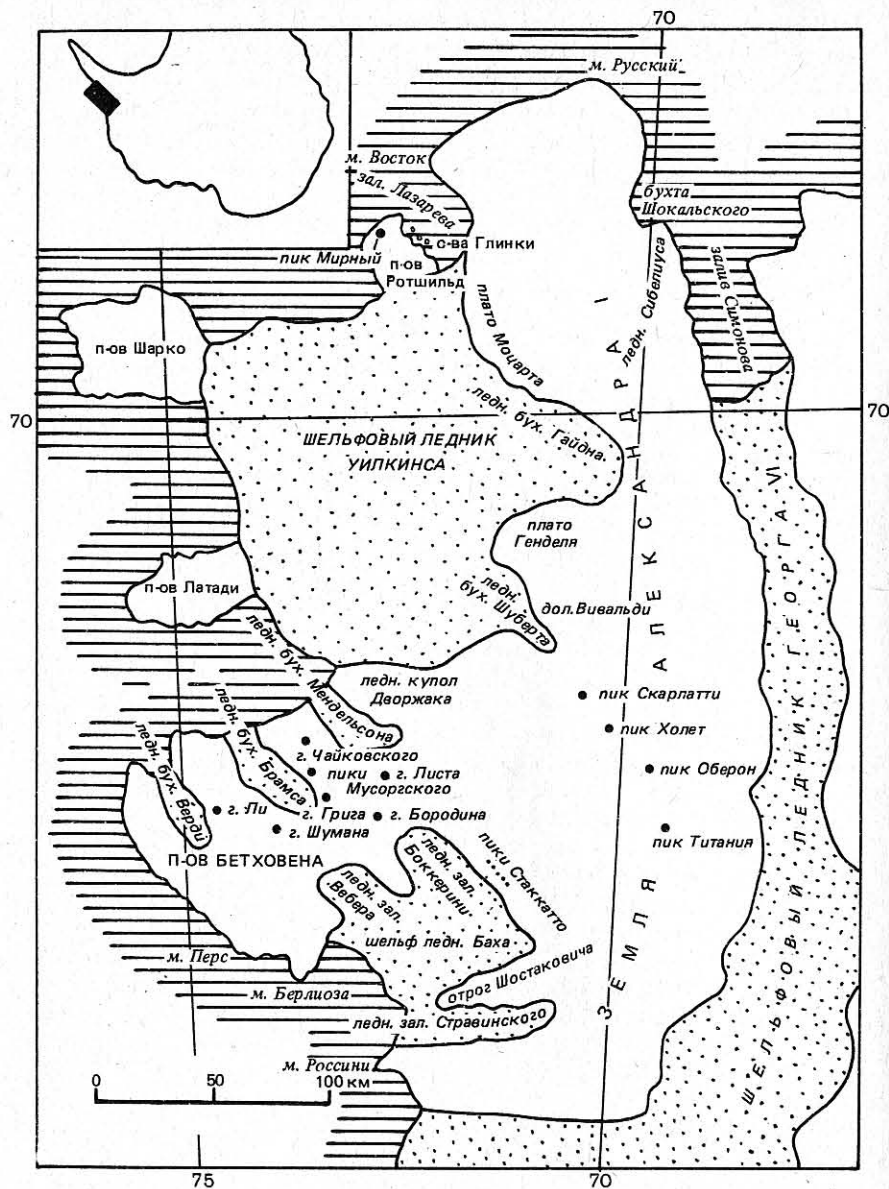 70
м. Русский
м. Восток
зал. Лазарева
бухта
Шокальского
о-ва Глинки
пик Мирный
п-ов
Ротшильд
залив Симонова
ледн. Сибелиуса
плато Моцарта
п-ов Шарко
70
70
ледн. бух. Гайдна
ШЕЛЬФОВЫЙ ЛЕДНИК
УИЛКИНСА
плато
Генделя
ледн.
бух. Шуберта
дол. Вивальди
п-ов Латади
ледн. бух. Мендельсона
ледн. купол
Дворжака
пик Скарлатти
пик Холет
ледн. бух. Верди
ледн. бух.
Брамса
г. Чайковского
пики
Мусоргского
г. Листа
пик Оберон
г. Ли
г. Грига
г. Бородина
г. Шумана
пик Титания
П-ОВ БЕТХОВЕНА
ледн. зал.
Боккерини
пики Стаккатто
ледн. зал.
Вебера
шельф ледн. Баха
м. Перс
отрог Шостаковича
м. Берлиоза
ледн. зал. Стравинского
м. Россини
ЗЕМЛЯ АЛЕКСАНДРА I
ШЕЛЬФОВЫЙ ЛЕДНИК ГЕОРГА VI
0 50 100 км
75
70